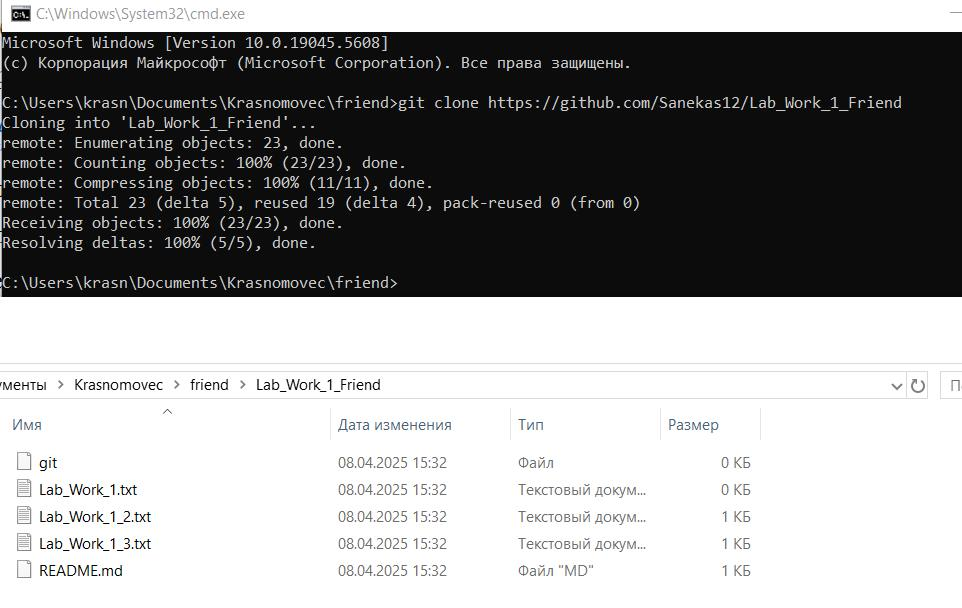 C:\Windows\System32\cmd.exe
Microsoft Windows [Version 10.0.19045.5608]
(c) Корпорация Майкрософт (Microsoft Corporation). Все права защищены.
C:\Users\krasn\Documents\Krasnomovec\friend>git clone https://github.com/Sanekas12/Lab_Work_1_Friend
Cloning into 'Lab_Work_1_Friend'...
remote: Enumerating objects: 23, done.
remote: Counting objects: 100% (23/23), done.
remote: Compressing objects: 100% (11/11), done.
remote: Total 23 (delta 5), reused 19 (delta 4), pack-reused 0 (from 0)
Receiving objects: 100% (23/23), done.
Resolving deltas: 100% (5/5), done.
C:\Users\krasn\Documents\Krasnomovec\friend>
ументы > Krasnomovec > friend > Lab_Work_1_Friend
Имя Дата изменения Тип Размер
git 08.04.2025 15:32 Файл 0 КБ
Lab_Work_1.txt 08.04.2025 15:32 Текстовый докум... 0 КБ
Lab_Work_1_2.txt 08.04.2025 15:32 Текстовый докум... 1 КБ
Lab_Work_1_3.txt 08.04.2025 15:32 Текстовый докум... 1 КБ
README.md 08.04.2025 15:32 Файл "MD" 1 КБ